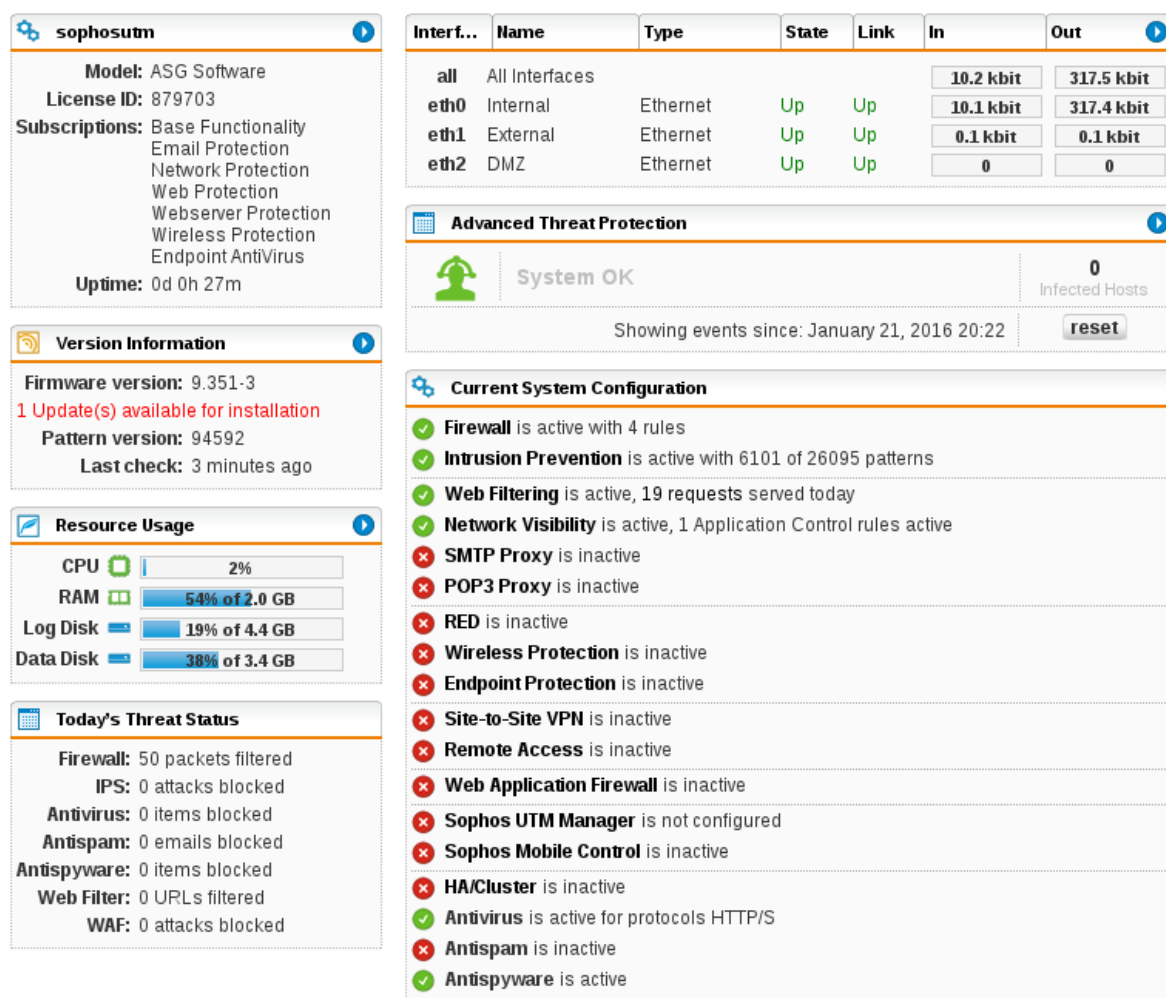 sophosutm
Model: ASG Software
License ID: 879703
Subscriptions: Base Functionality
Email Protection
Network Protection
Web Protection
Webserver Protection
Wireless Protection
Endpoint AntiVirus
Uptime: 0d 0h 27m
Version Information
Firmware version: 9.351-3
1 Update(s) available for installation
Pattern version: 94592
Last check: 3 minutes ago
Resource Usage
CPU 2%
RAM 54% of 2.0 GB
Log Disk 19% of 4.4 GB
Data Disk 38% of 3.4 GB
Today's Threat Status
Firewall: 50 packets filtered
IPS: 0 attacks blocked
Antivirus: 0 items blocked
Antispam: 0 emails blocked
Antispyware: 0 items blocked
Web Filter: 0 URLs filtered
WAF: 0 attacks blocked
Interf... Name Type State Link In Out
all All Interfaces 10.2 kbit 317.5 kbit
eth0 Internal Ethernet Up Up 10.1 kbit 317.4 kbit
eth1 External Ethernet Up Up 0.1 kbit 0.1 kbit
eth2 DMZ Ethernet Up Up 0 0
Advanced Threat Protection
System OK
0
Infected Hosts
Showing events since: January 21, 2016 20:22 reset
Current System Configuration
Firewall is active with 4 rules
Intrusion Prevention is active with 6101 of 26095 patterns
Web Filtering is active, 19 requests served today
Network Visibility is active, 1 Application Control rules active
SMTP Proxy is inactive
POP3 Proxy is inactive
RED is inactive
Wireless Protection is inactive
Endpoint Protection is inactive
Site-to-Site VPN is inactive
Remote Access is inactive
Web Application Firewall is inactive
Sophos UTM Manager is not configured
Sophos Mobile Control is inactive
HA/Cluster is inactive
Antivirus is active for protocols HTTP/S
Antispam is inactive
Antispyware is active